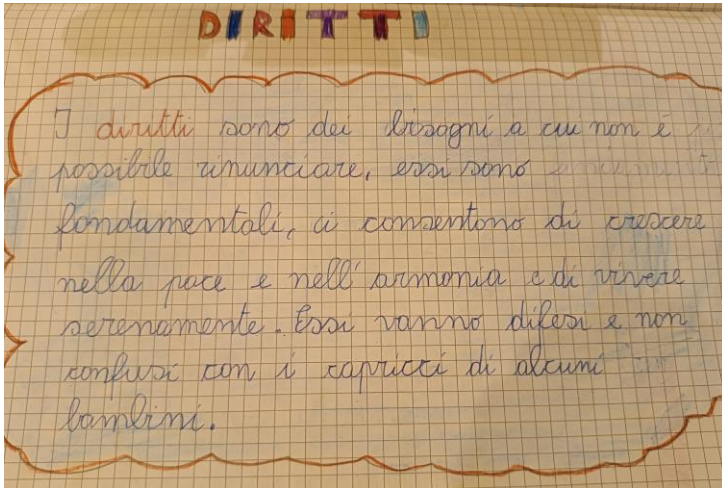 DIRITTI
I diritti sono dei bisogni a cui non è
possibile rinunciare, essi sono
fondamentali, ci consentono di crescere
nella pace e nell'armonia e di vivere
serenamente. Essi vanno difesi e non
confusi con i capricci di alcuni
bambini.